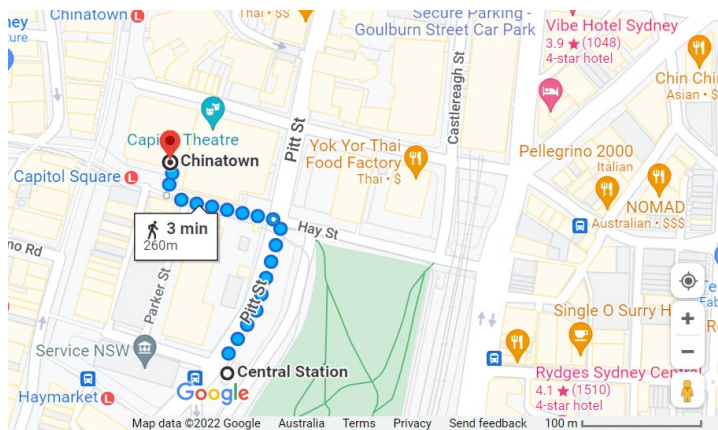 Chinatown
Thai • $$
Secure Parking -
Goulburn Street Car Park
Vibe Hotel Sydney
3.9 ★ (1048)
4-star hotel
Chin Chi
Asian • $
Castlereagh St
Pitt St
Capi Theatre
Chinatown
Capitol Square
Yok Yor Thai
Food Factory
Thai • $
Pellegrino 2000
Italian
NOMAD
Australian • $$$
3 min
260m
Hay St
Parker St
Pitt St
Service NSW
Haymarket
Central Station
Google
Single O Surry H
Rydges Sydney Central
4.1 ★ (1510)
4-star hotel
Map data ©2022 Google
Australia
Terms
Privacy
Send feedback
100 m